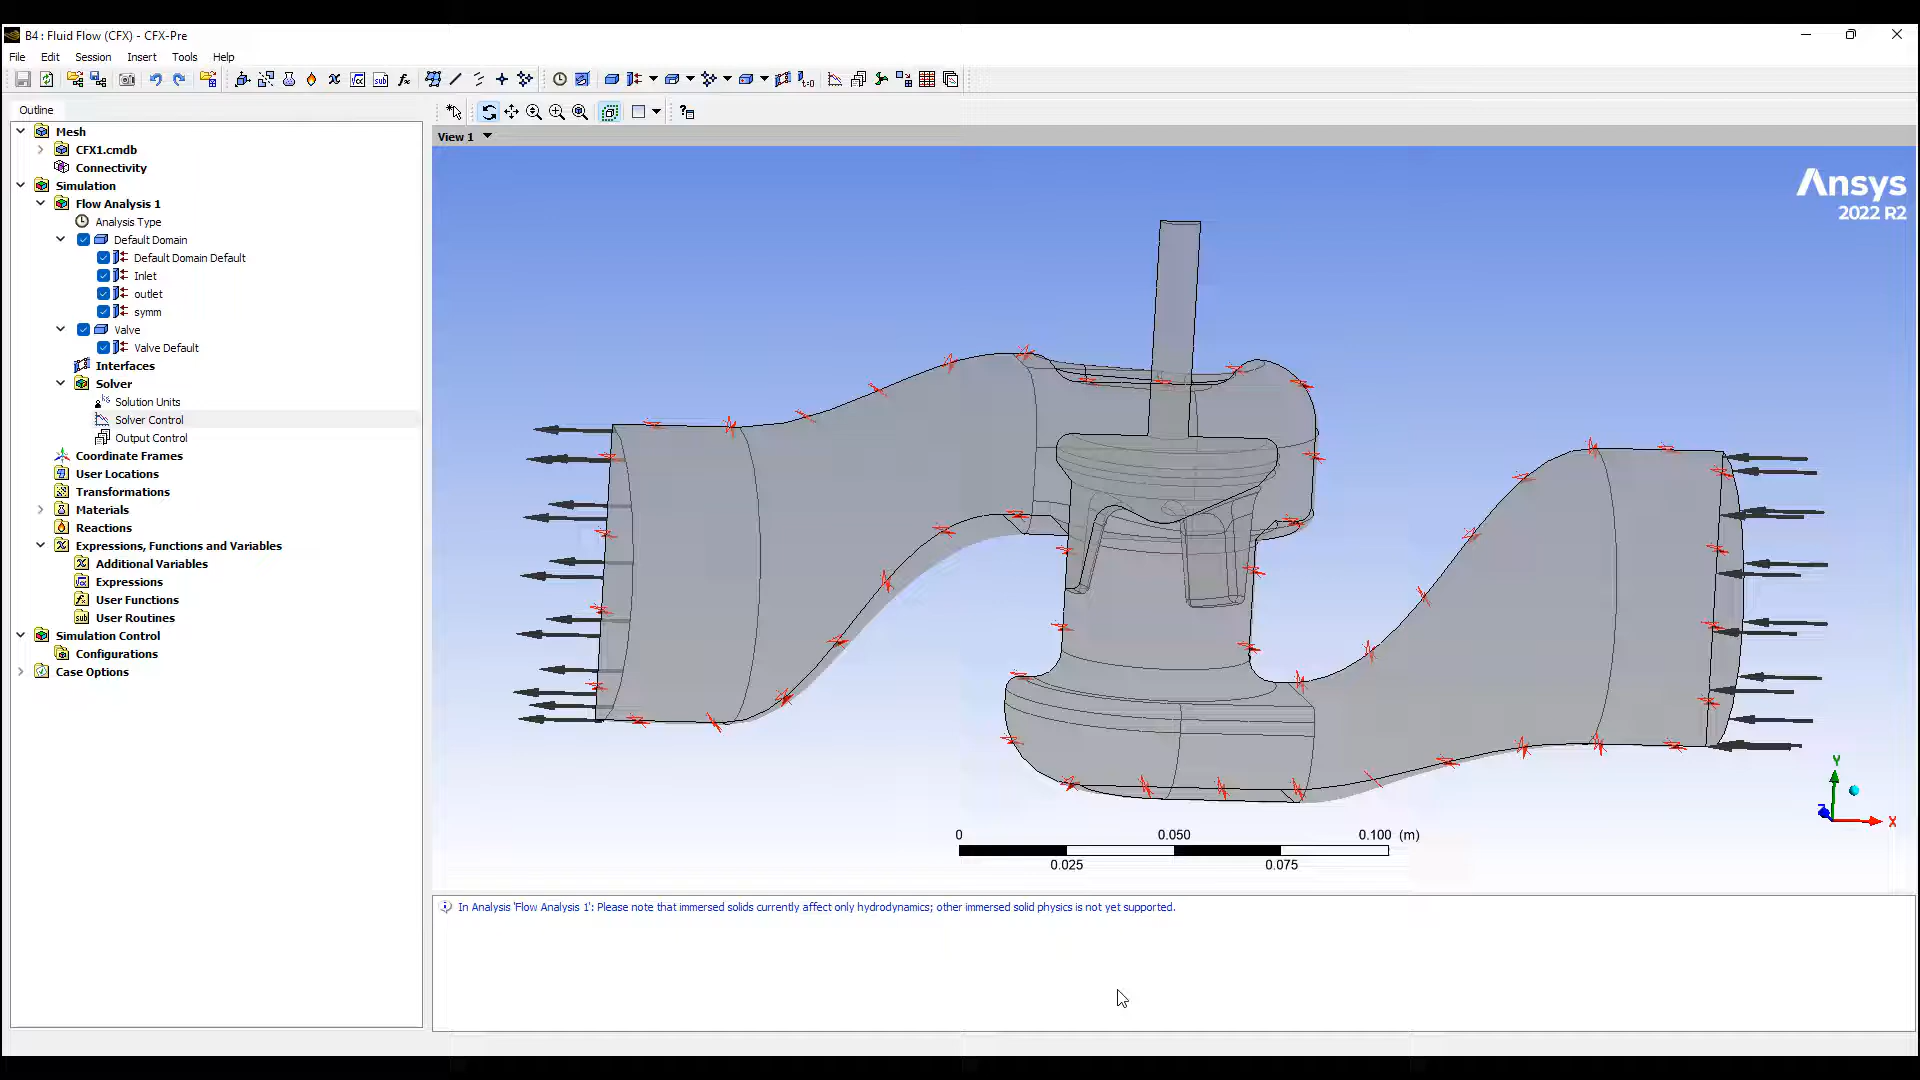 B4 : Fluid Flow (CFX) - CFX-Pre
File Edit Session Insert Tools Help
Outline
Mesh
CFX1.cmdb
Connectivity
Simulation
Flow Analysis 1
Analysis Type
Default Domain
Default Domain Default
Inlet
outlet
symm
Valve
Valve Default
Interfaces
Solver
Solution Units
Solver Control
Output Control
Coordinate Frames
User Locations
Transformations
Materials
Reactions
Expressions, Functions and Variables
Additional Variables
Expressions
User Functions
User Routines
Simulation Control
Configurations
Case Options
View 1
Ansys
2022 R2
0 0.050 0.100 (m)
0.025 0.075
Y
X
In Analysis 'Flow Analysis 1': Please note that immersed solids currently affect only hydrodynamics; other immersed solid physics is not yet supported.